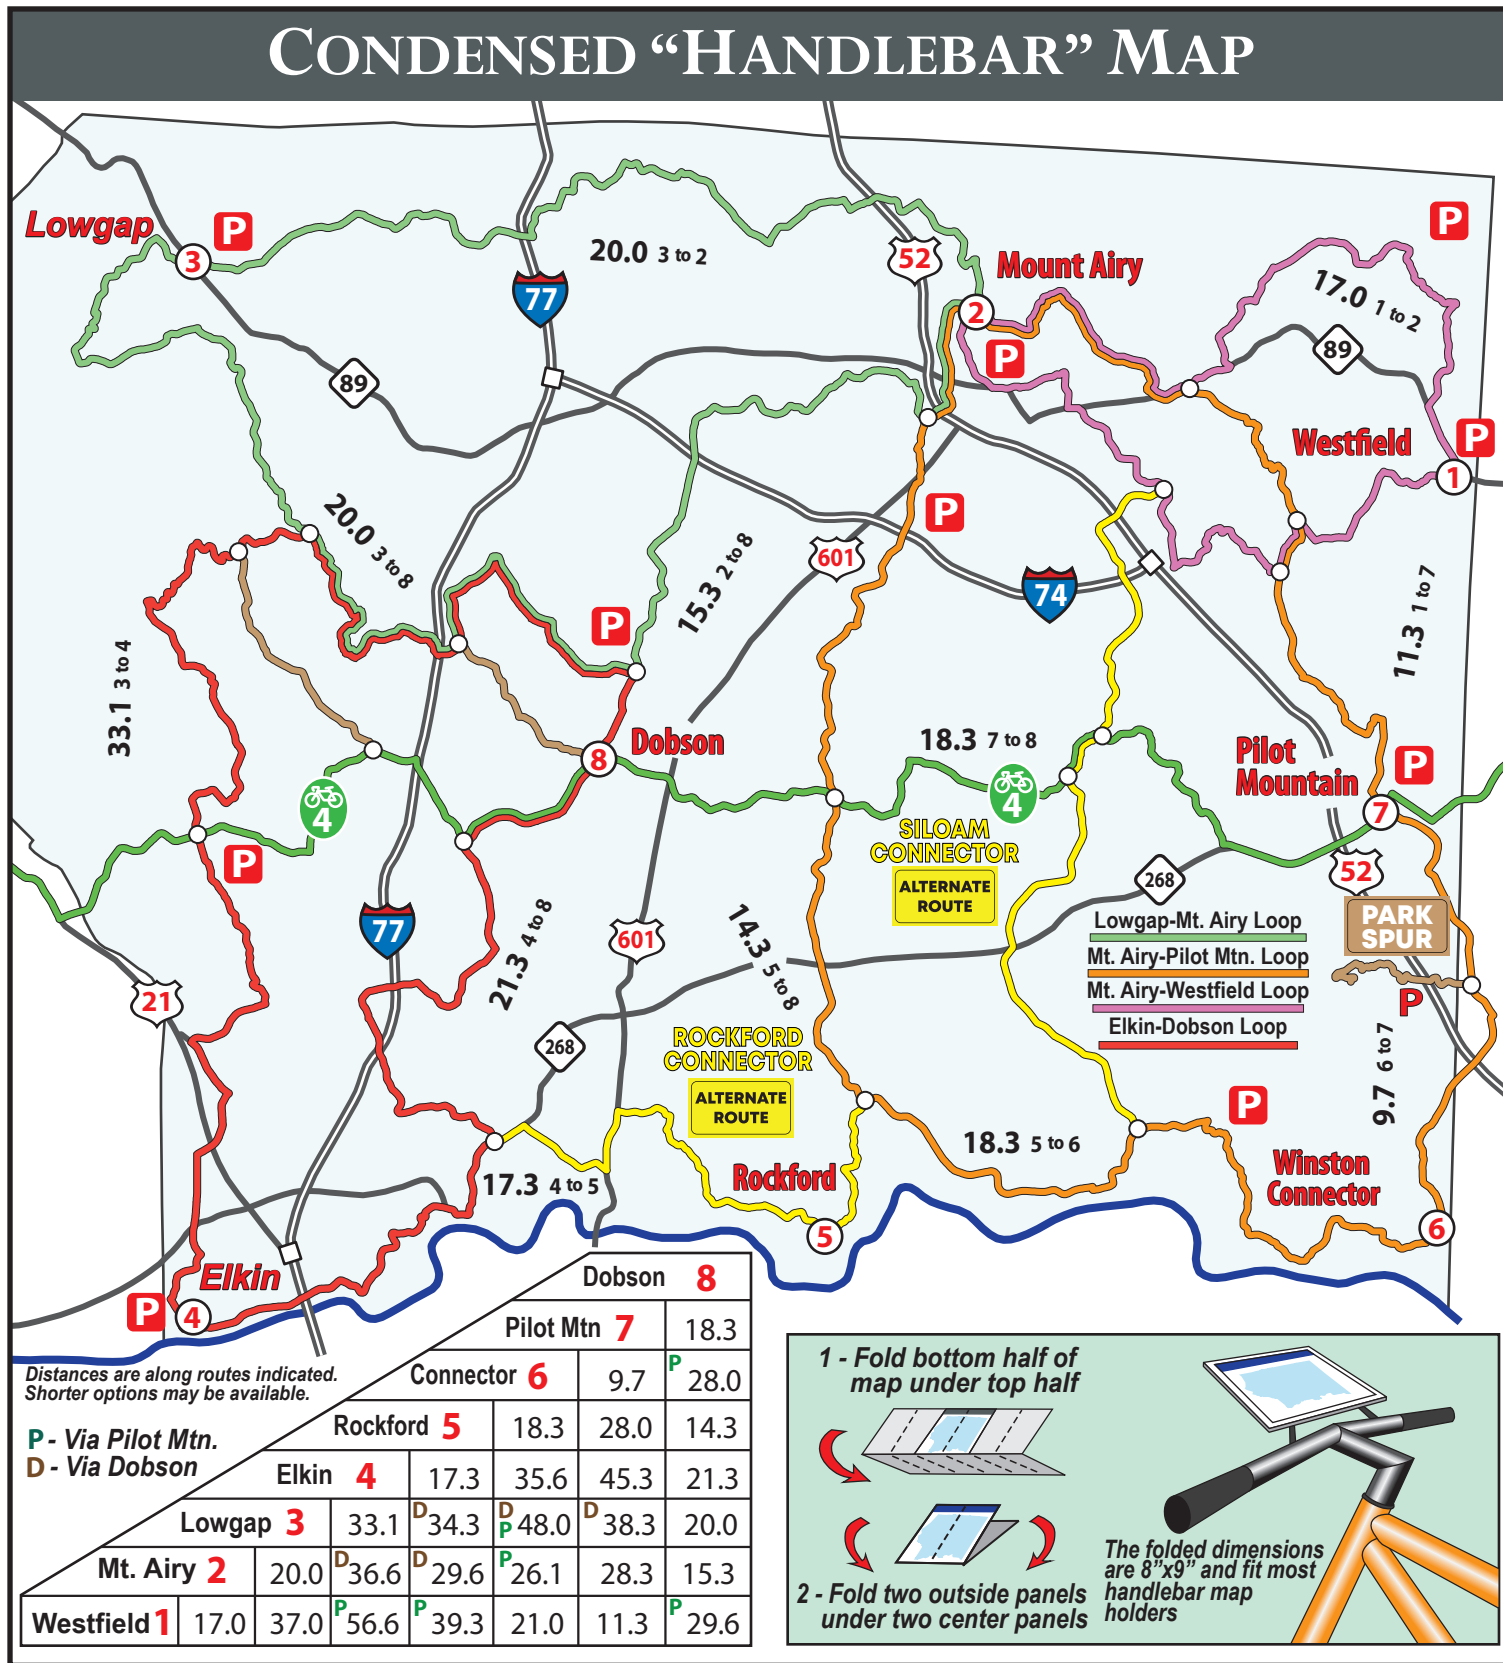 CONDENSED “HANDLEBAR” MAP
Lowgap
P
3
20.0 3 to 2
77
52
Mount Airy
2
P
P
17.0 1 to 2
89
89
Westfield
P
1
20.0 3 to 8
15.3 2 to 8
P
601
74
P
33.1 3 to 4
11.3 1 to 7
8
Dobson
18.3 7 to 8
Pilot
Mountain
P
7
4
4
P
SILOAM
CONNECTOR
ALTERNATE
ROUTE
268
52
PARK
SPUR
P
77
21.3 4 to 8
601
14.3 5 to 8
Lowgap-Mt. Airy Loop
Mt. Airy-Pilot Mtn. Loop
Mt. Airy-Westfield Loop
Elkin-Dobson Loop
21
268
ROCKFORD
CONNECTOR
ALTERNATE
ROUTE
9.7 6 to 7
P
18.3 5 to 6
Rockford
17.3 4 to 5
Winston
Connector
5
6
Elkin
P
4
Dobson 8
Pilot Mtn 7 18.3
Connector 6 9.7 P 28.0
Rockford 5 18.3 28.0 14.3
Elkin 4 17.3 35.6 45.3 21.3
Lowgap 3 33.1 D 34.3 D P 48.0 D 38.3 20.0
Mt. Airy 2 20.0 D 36.6 D 29.6 P 26.1 28.3 15.3
Westfield 1 17.0 37.0 P 56.6 P 39.3 21.0 11.3 P 29.6
Distances are along routes indicated.
Shorter options may be available.
P - Via Pilot Mtn.
D - Via Dobson
1 - Fold bottom half of
map under top half
2 - Fold two outside panels
under two center panels
The folded dimensions
are 8”x9” and fit most
handlebar map
holders